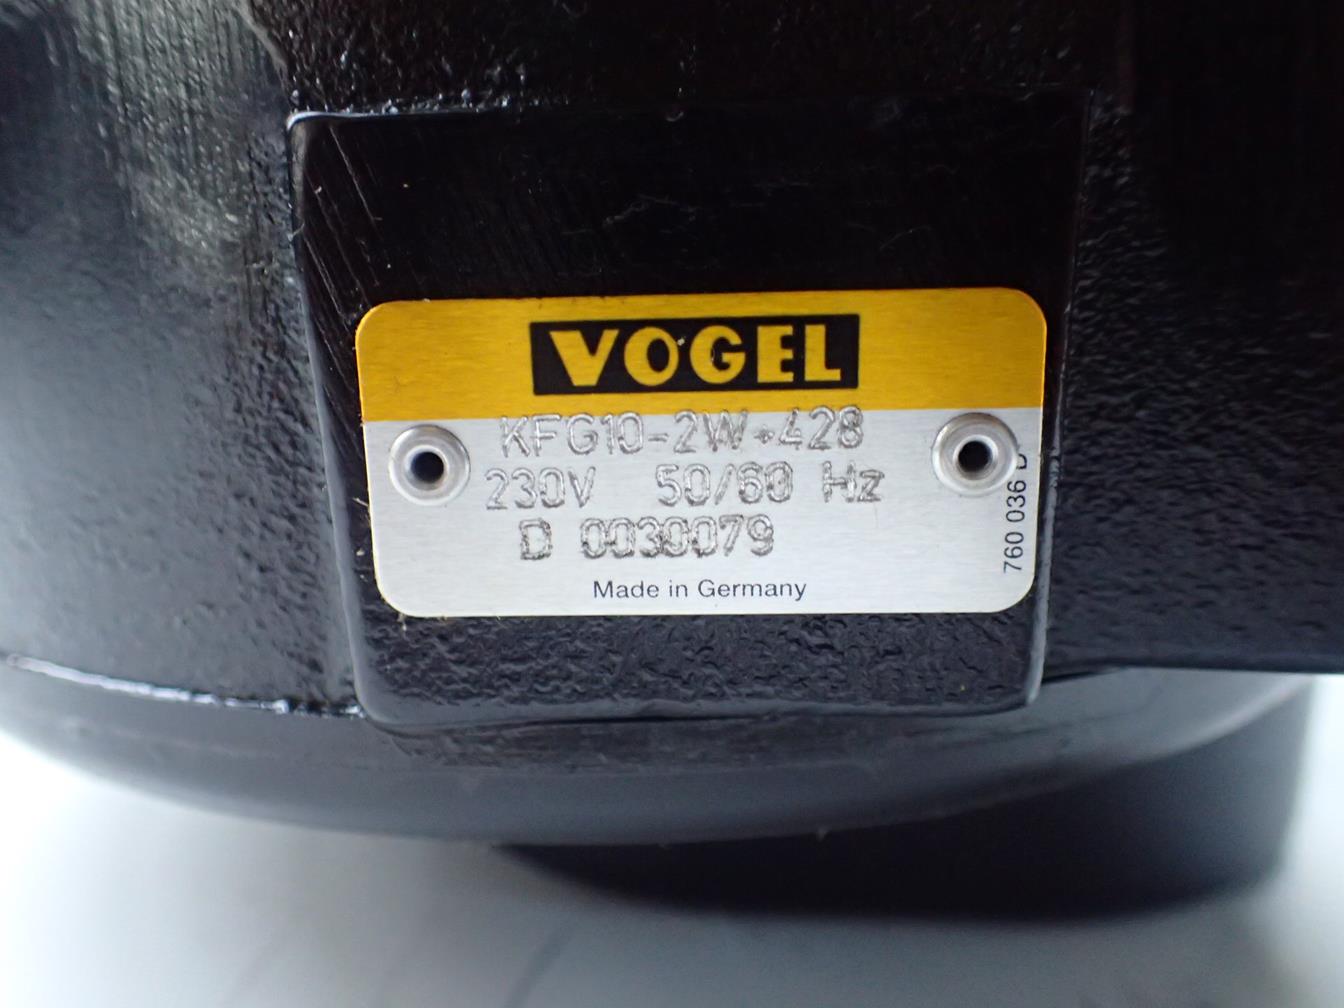 VOGEL
KFG10-2W+428
230V 50/60 Hz
D 0030079
Made in Germany
760 036